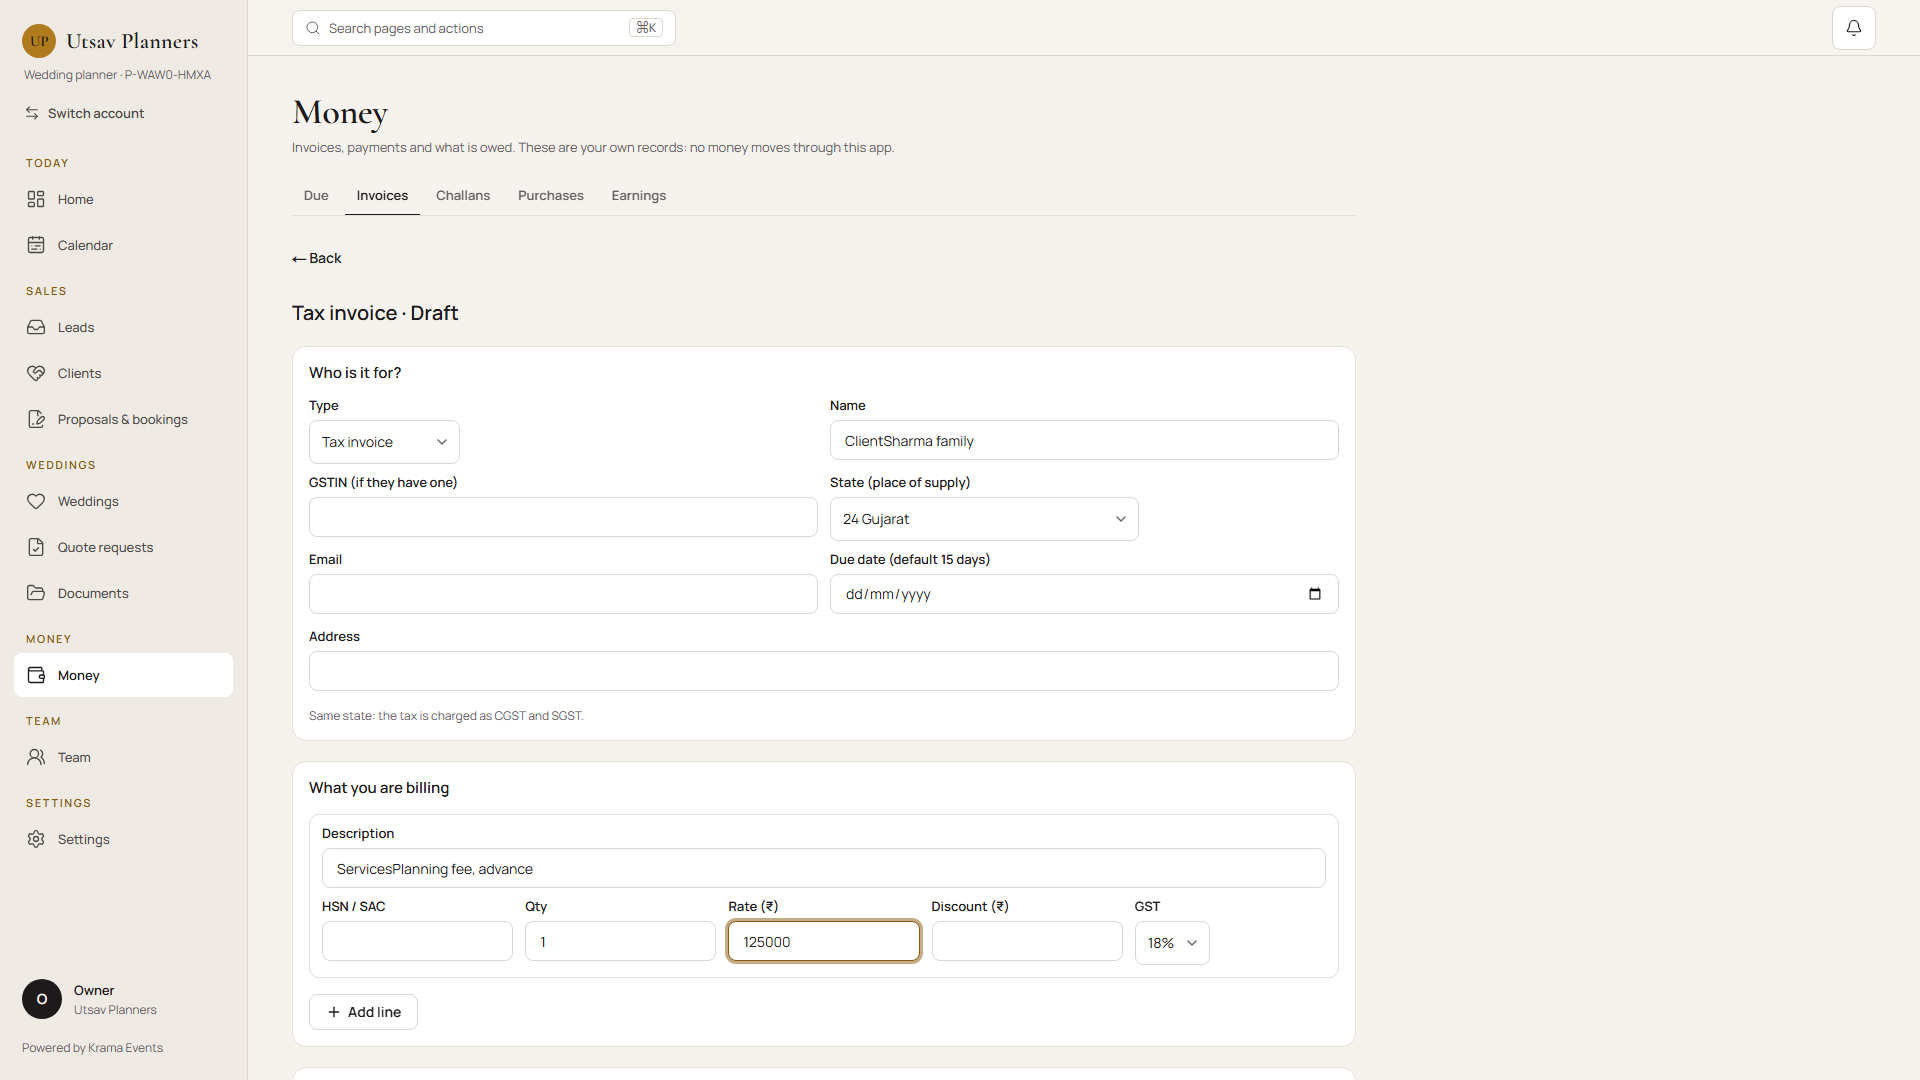 UP Utsav Planners
Wedding planner · P-WAW0-HMXA
Switch account
TODAY
Home
Calendar
SALES
Leads
Clients
Proposals & bookings
WEDDINGS
Weddings
Quote requests
Documents
MONEY
Money
TEAM
Team
SETTINGS
Settings
O
Owner
Utsav Planners
Powered by Krama Events
Search pages and actions ⌘K
Money
Invoices, payments and what is owed. These are your own records: no money moves through this app.
Due Invoices Challans Purchases Earnings
← Back
Tax invoice · Draft
Who is it for?
Type Name
Tax invoice ClientSharma family
GSTIN (if they have one) State (place of supply)
24 Gujarat
Email Due date (default 15 days)
dd/mm/yyyy
Address
Same state: the tax is charged as CGST and SGST.
What you are billing
Description
ServicesPlanning fee, advance
HSN / SAC Qty Rate (₹) Discount (₹) GST
1 125000 18%
+ Add line